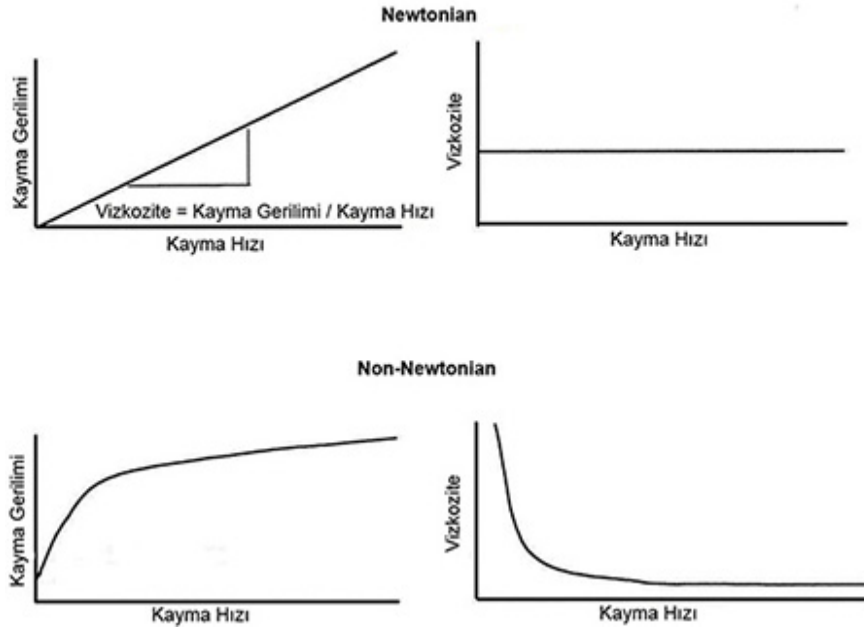 Newtonian
Kayma Gerilimi
Vizkozite = Kayma Gerilimi / Kayma Hızı
Kayma Hızı
Vizkozite
Kayma Hızı
Non-Newtonian
Kayma Gerilimi
Kayma Hızı
Vizkozite
Kayma Hızı